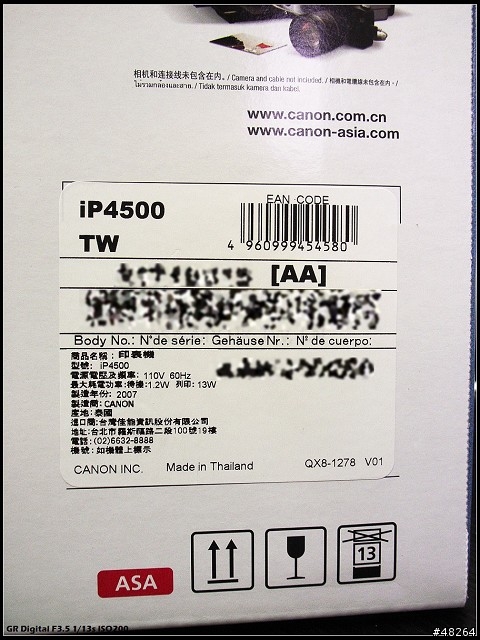 相机和连接线未包含在内. / Camera and cable not included. / 相機和電纜線未包含在內. /
ไม่รวมกล้องและสาย. / Tidak termasuk kamera dan kabel.
www.canon.com.cn
www.canon-asia.com
iP4500
TW
EAN CODE
4 960999 454580
[AA]
Body No.: N°de série: Gehäuse Nr.: Nº de cuerpo:
商品名稱: 印表機
型號: iP4500
電源電壓及頻率: 110V 60Hz
最大耗電功率:待機:1.2W 列印: 13W
製造年份: 2007
製造商: CANON
産地: 泰國
進口商:台灣佳能資訊股份有限公司
地址:台北市羅斯福路二段100號19樓
電話:(02)6632-8888
機號: 如機體上標示
CANON INC. Made in Thailand QX8-1278 V01
ASA
13
GR Digital F3.5 1/13s ISO200
#48264